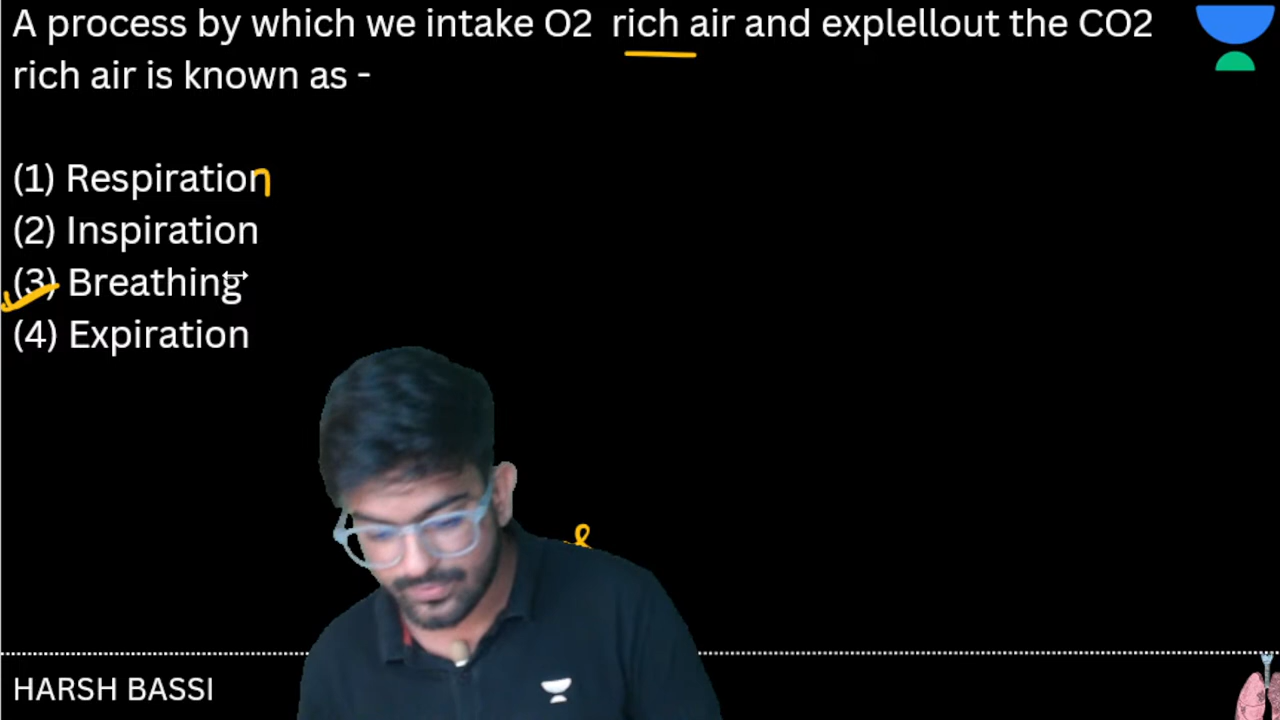 A process by which we intake O2 rich air and explellout the CO2
rich air is known as -
(1) Respiration
(2) Inspiration
(3) Breathing
(4) Expiration
HARSH BASSI